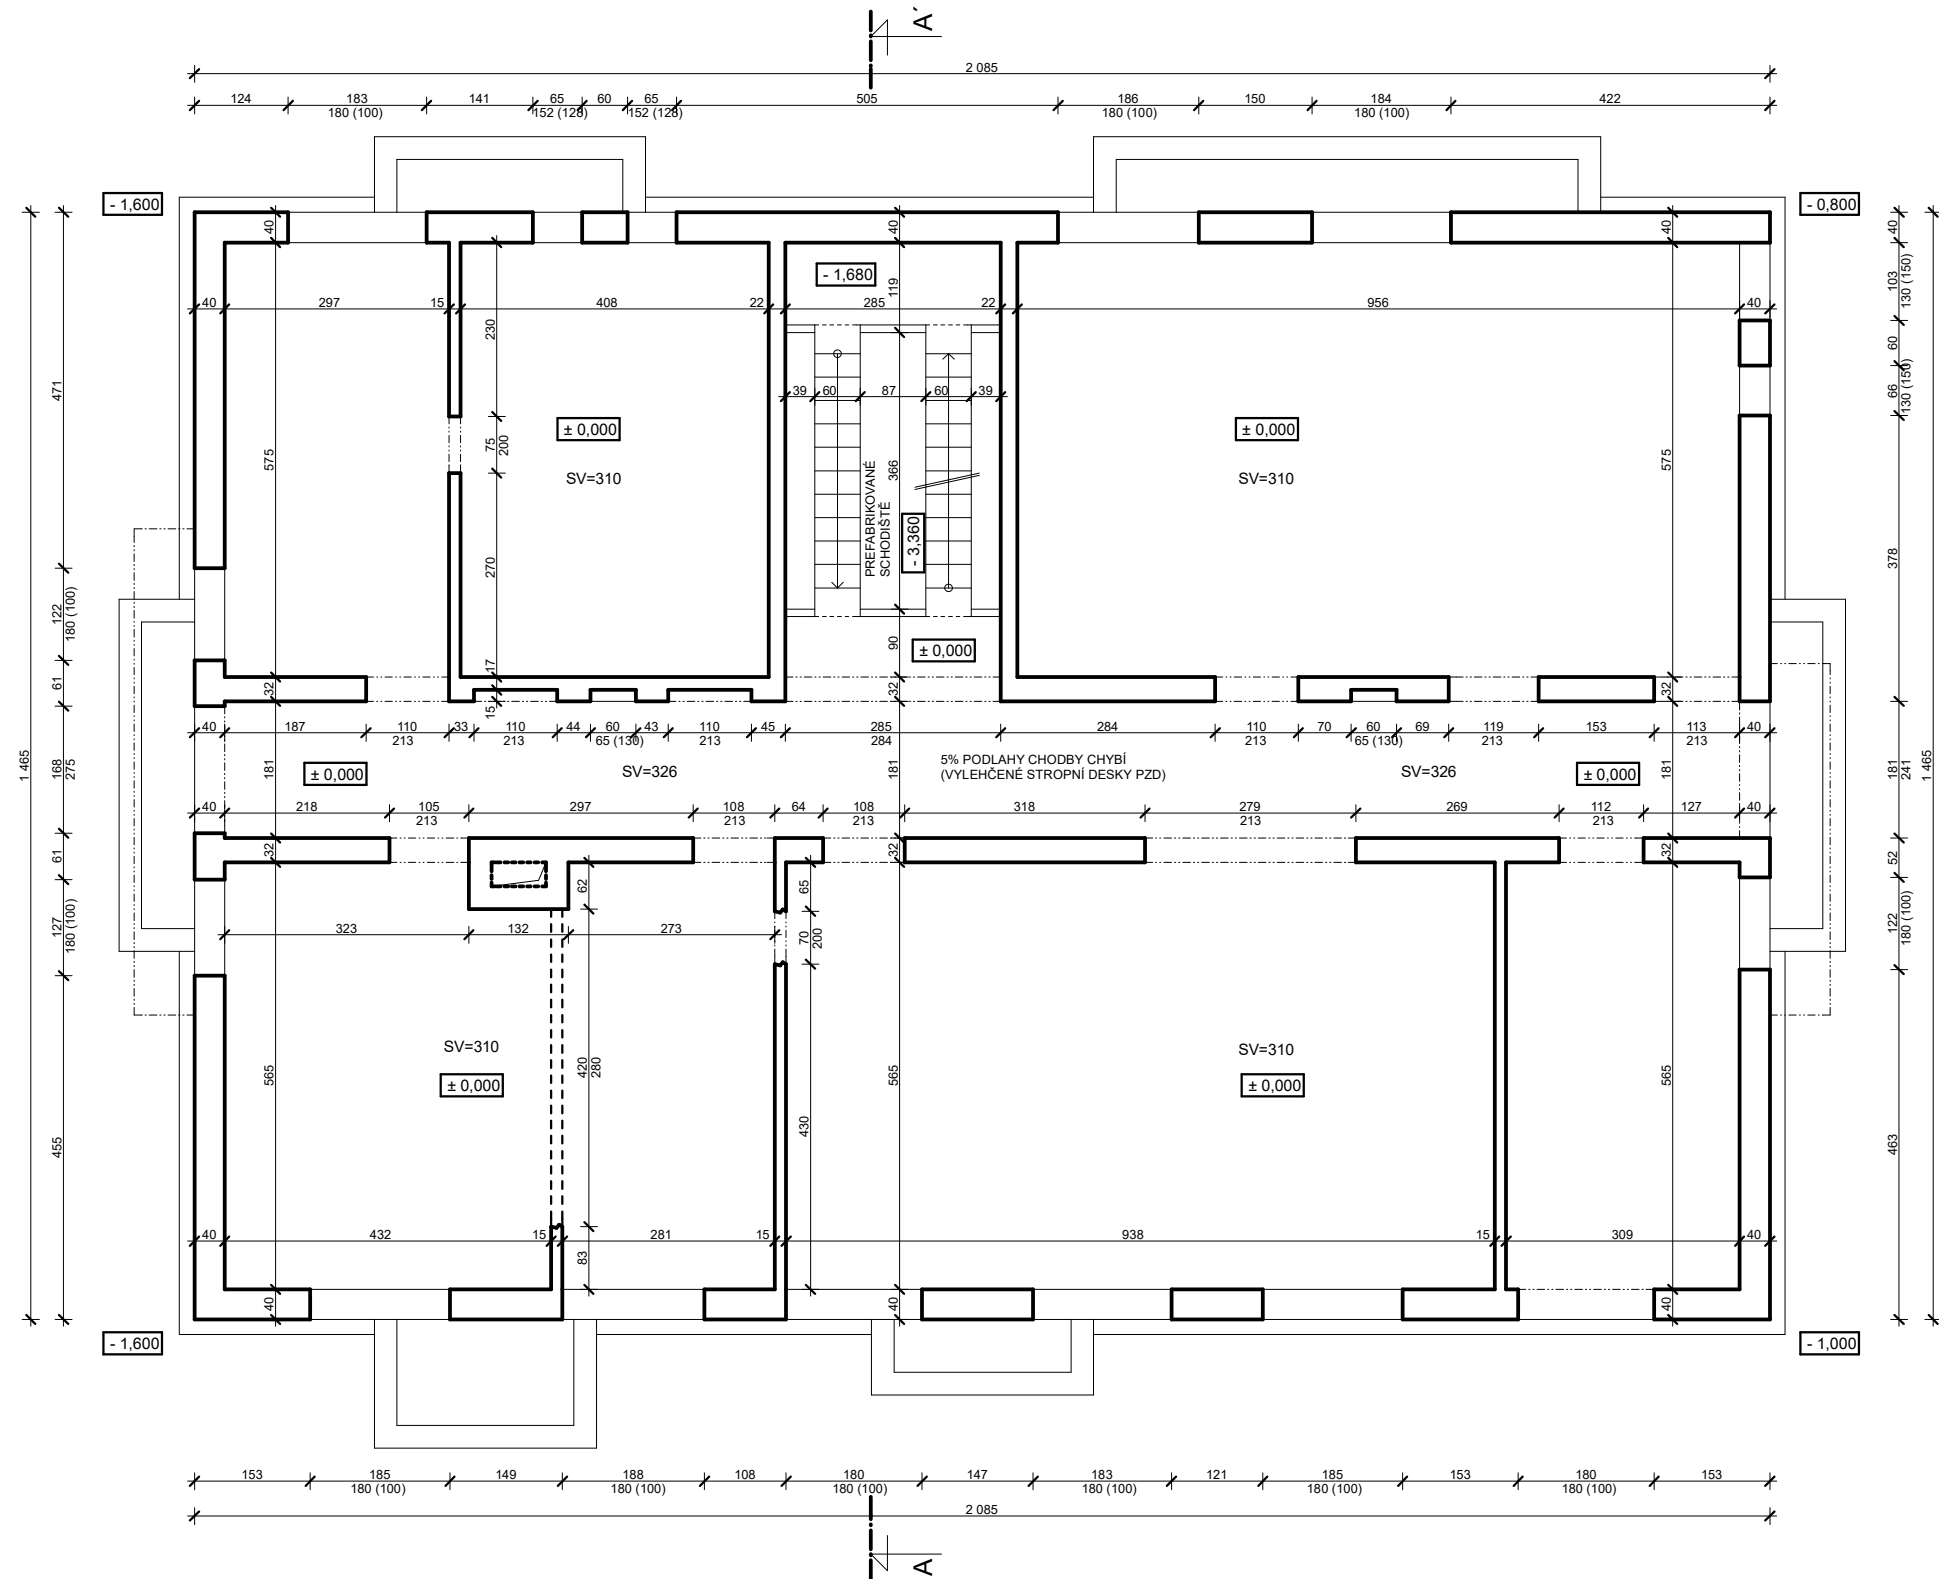 A'
2 085
124 183 141 65 60 65 505 186 150 184 422
180 (100) 152 (128) 152 (128) 180 (100) 180 (100)
- 1,600
- 0,800
40 40 40
- 1,680
119
40 297 15 408 22 285 22 956 40
230
39 60 87 60 39
± 0,000
± 0,000
75
200
SV=310
SV=310
575
366
575
PREFABRIKOVANÉ
SCHODIŠTĚ
- 3,360
270
90
± 0,000
17
32 32 32
15
40 187 110 33 110 44 60 43 110 45 285 284 110 70 60 69 119 153 113 40
213 213 65 (130) 213 284 213 65 (130) 213 213
5% PODLAHY CHODBY CHYBÍ
(VYLEHČENÉ STROPNÍ DESKY PZD)
± 0,000
SV=326
SV=326
± 0,000
181 181 181
40 218 105 297 108 64 108 318 279 269 112 127 40
213 213 213 213 213
32 32 32
62
65
323 132 273
70
200
SV=310
± 0,000
SV=310
± 0,000
565
420
280
430
565
565
40 432 15 281 15 938 15 309 40
83
40 40 40
- 1,600
- 1,000
1 465
471
122
180 (100)
61
168
275
61
127
180 (100)
455
40
103
130 (150)
60
66
130 (150)
378
181
241
52
122
180 (100)
463
1 465
153 185 149 188 108 180 147 183 121 185 153 180 153
180 (100) 180 (100) 180 (100) 180 (100) 180 (100) 180 (100)
2 085
A